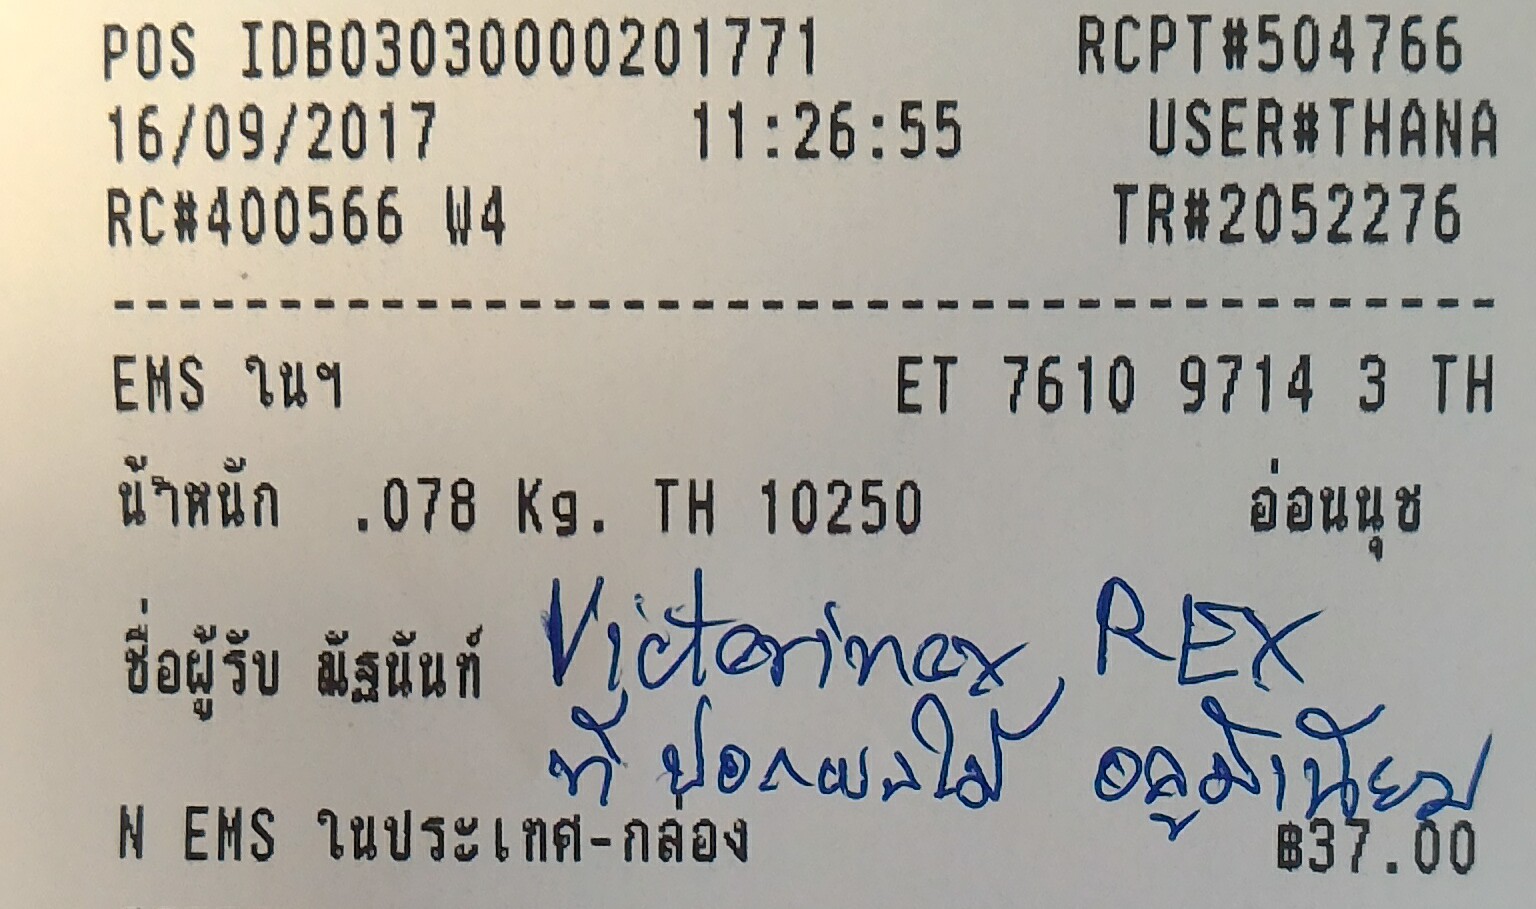 POS IDB03030000201771 RCPT#504766
16/09/2017 11:26:55 USER#THANA
RC#400566 W4 TR#2052276
EMS ในฯ ET 7610 9714 3 TH
น้ำหนัก .078 Kg. TH 10250 อ่อนนุช
ชื่อผู้รับ ณัฐนันท์ Victorinox, REX
ที่ ปอกผลไม้ อลูมิเนียม
N EMS ในประเทศ-กล่อง ฿37.00